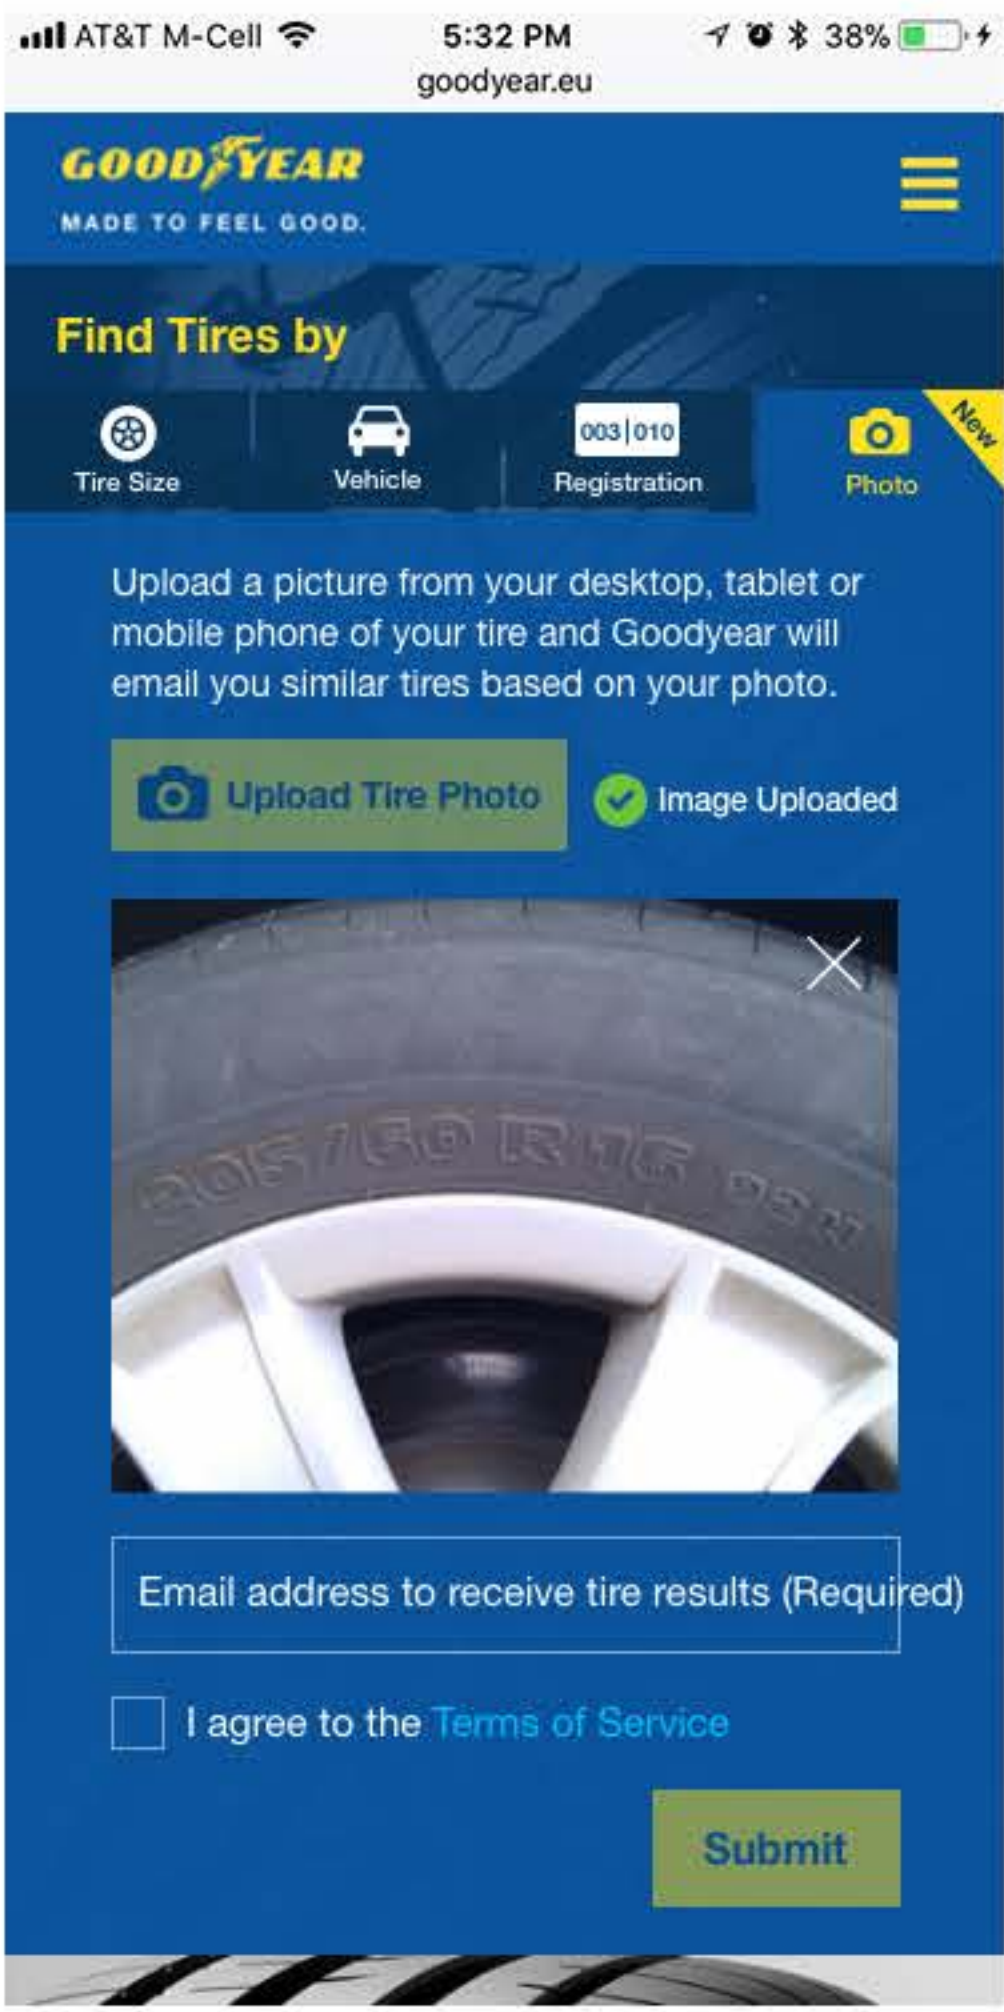 AT&T M-Cell 5:32 PM 38%
goodyear.eu
GOODYEAR
MADE TO FEEL GOOD.
Find Tires by
New
003|010
Tire Size Vehicle Registration Photo
Upload a picture from your desktop, tablet or
mobile phone of your tire and Goodyear will
email you similar tires based on your photo.
Upload Tire Photo Image Uploaded
205/60 R 16
Email address to receive tire results (Required)
I agree to the Terms of Service
Submit